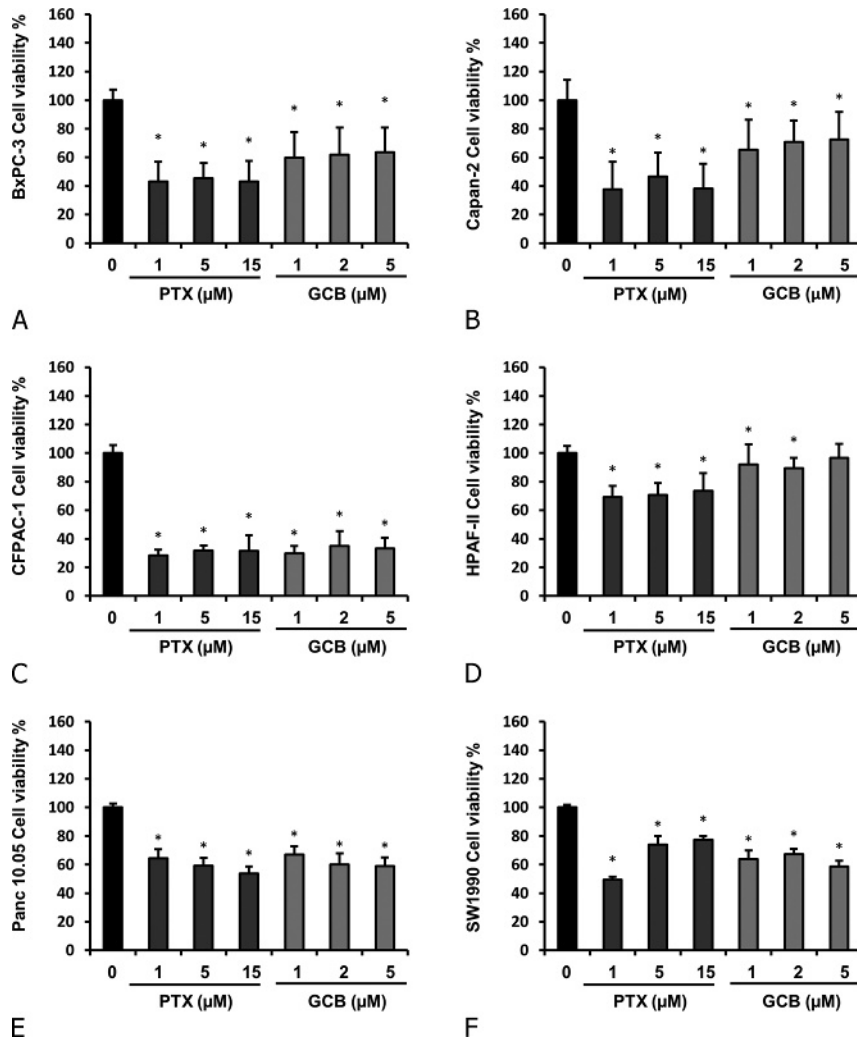 BxPC-3 Cell viability %
160
140
120
100
80
60
40
20
0
* * * * * *
0 1 5 15 1 2 5
PTX (μM) GCB (μM)
A
Capan-2 Cell viability %
160
140
120
100
80
60
40
20
0
* * * * * *
0 1 5 15 1 2 5
PTX (μM) GCB (μM)
B
CFPAC-1 Cell viability %
160
140
120
100
80
60
40
20
0
* * * * * *
0 1 5 15 1 2 5
PTX (μM) GCB (μM)
C
HPAF-II Cell viability %
160
140
120
100
80
60
40
20
0
* * * * *
0 1 5 15 1 2 5
PTX (μM) GCB (μM)
D
Panc 10.05 Cell viability %
160
140
120
100
80
60
40
20
0
* * * * * *
0 1 5 15 1 2 5
PTX (μM) GCB (μM)
E
SW1990 Cell viability %
160
140
120
100
80
60
40
20
0
* * * * * *
0 1 5 15 1 2 5
PTX (μM) GCB (μM)
F